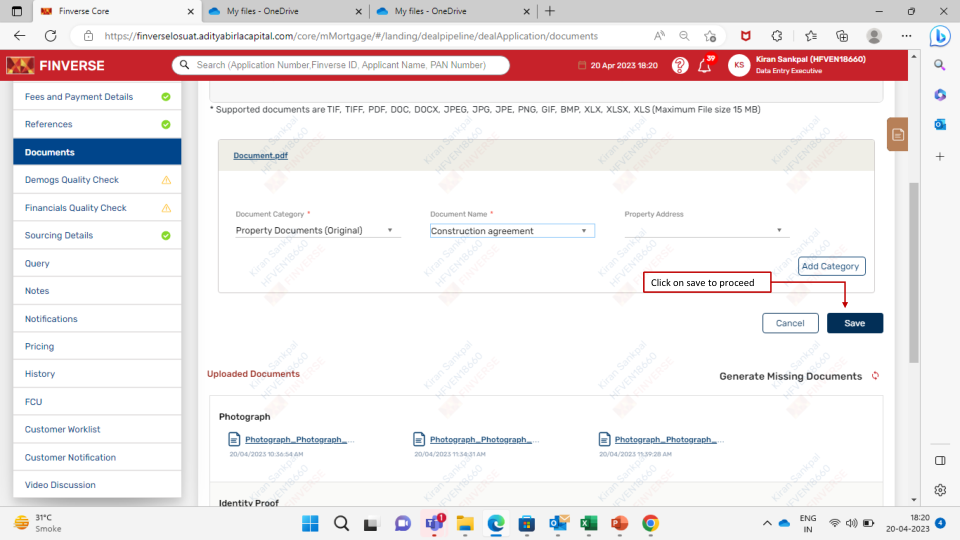 Finverse Core
My files - OneDrive
My files - OneDrive
https://finverselosuat.adityabirlacapital.com/core/mMortgage/#/landing/dealpipeline/dealApplication/documents
FINVERSE
Search (Application Number,Finverse ID, Applicant Name, PAN Number)
20 Apr 2023 18:20
39
KS
Kiran Sankpal (HFVEN18660)
Data Entry Executive
Fees and Payment Details
References
Documents
Demogs Quality Check
Financials Quality Check
Sourcing Details
Query
Notes
Notifications
Pricing
History
FCU
Customer Worklist
Customer Notification
Video Discussion
* Supported documents are TIF, TIFF, PDF, DOC, DOCX, JPEG, JPG, JPE, PNG, GIF, BMP, XLX, XLSX, XLS (Maximum File size 15 MB)
Document.pdf
Document Category *
Document Name *
Property Address
Property Documents (Original)
Construction agreement
Add Category
Click on save to proceed
Cancel
Save
Uploaded Documents
Generate Missing Documents
Photograph
Photograph_Photograph_...
Photograph_Photograph_...
Photograph_Photograph_...
20/04/2023 10:36:54 AM
20/04/2023 11:34:31 AM
20/04/2023 11:39:28 AM
Identity Proof
Kiran Sankpal
HFVEN18660
FINVERSE
31°C
Smoke
ENG
IN
18:20
20-04-2023
4